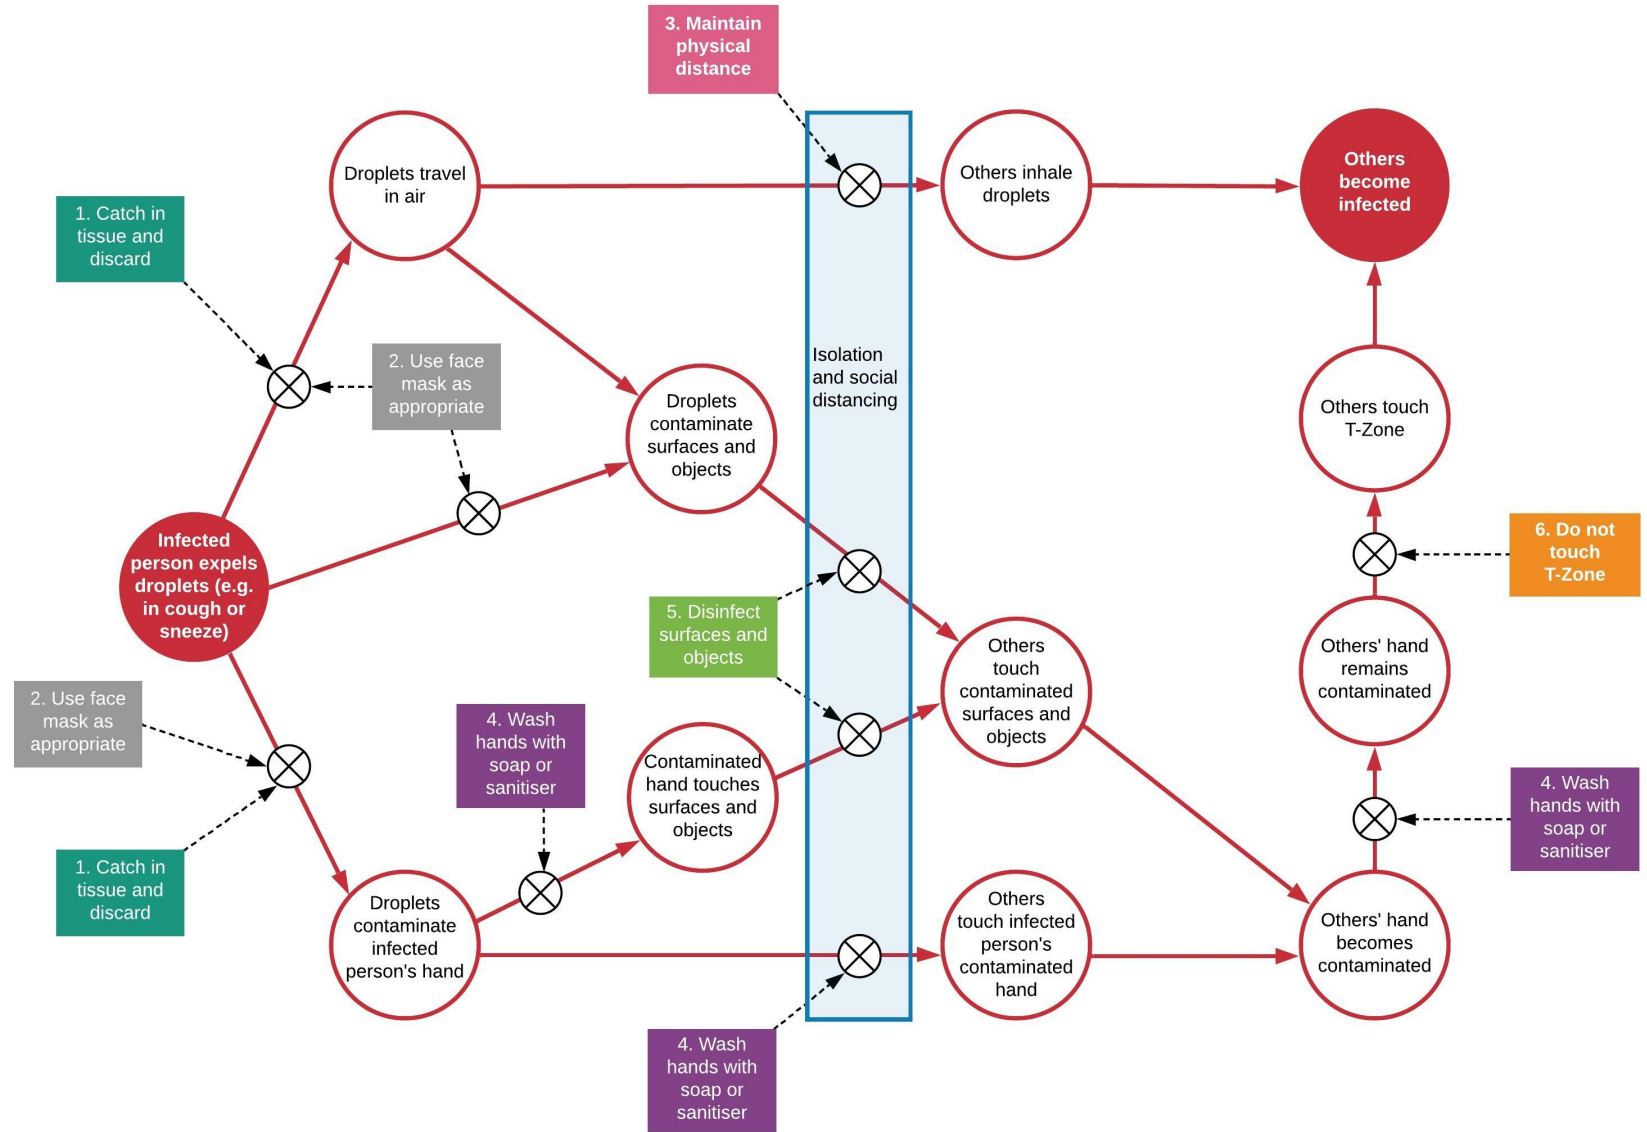 3. Maintain
physical
distance
Droplets travel
in air
Others inhale
droplets
Others
become
infected
1. Catch in
tissue and
discard
2. Use face
mask as
appropriate
Droplets
contaminate
surfaces and
objects
Isolation
and social
distancing
Others touch
T-Zone
Infected
person expels
droplets (e.g.
in cough or
sneeze)
6. Do not
touch
T-Zone
5. Disinfect
surfaces and
objects
Others
touch
contaminated
surfaces and
objects
Others' hand
remains
contaminated
2. Use face
mask as
appropriate
4. Wash
hands with
soap or
sanitiser
Contaminated
hand touches
surfaces and
objects
4. Wash
hands with
soap or
sanitiser
1. Catch in
tissue and
discard
Droplets
contaminate
infected
person's hand
Others
touch infected
person's
contaminated
hand
Others' hand
becomes
contaminated
4. Wash
hands with
soap or
sanitiser